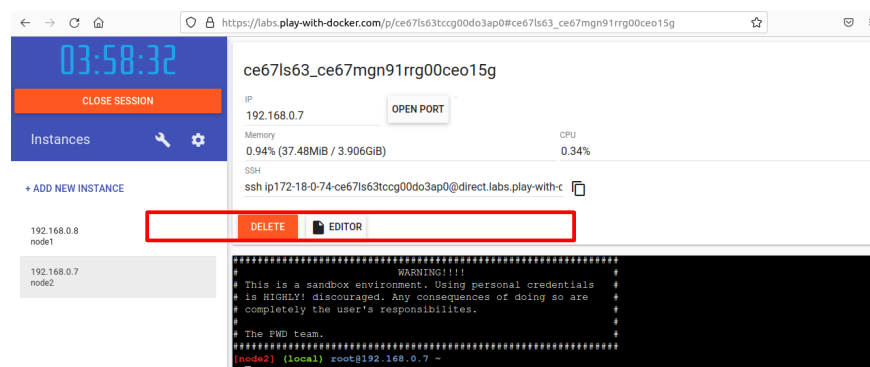 https://labs.play-with-docker.com/p/ce67ls63tccg00do3ap0#ce67ls63_ce67mgn91rrg00ceo15g
03:58:32
CLOSE SESSION
Instances
+ ADD NEW INSTANCE
192.168.0.8
node1
192.168.0.7
node2
ce67ls63_ce67mgn91rrg00ceo15g
IP
192.168.0.7
OPEN PORT
Memory
0.94% (37.48MiB / 3.906GiB)
CPU
0.34%
SSH
ssh ip172-18-0-74-ce67ls63tccg00do3ap0@direct.labs.play-with-c
DELETE
EDITOR
###############################################################
# WARNING!!!! #
# This is a sandbox environment. Using personal credentials #
# is HIGHLY! discouraged. Any consequences of doing so are #
# completely the user's responsibilites. #
# #
# The PWD team. #
###############################################################
[node2] (local) root@192.168.0.7 ~